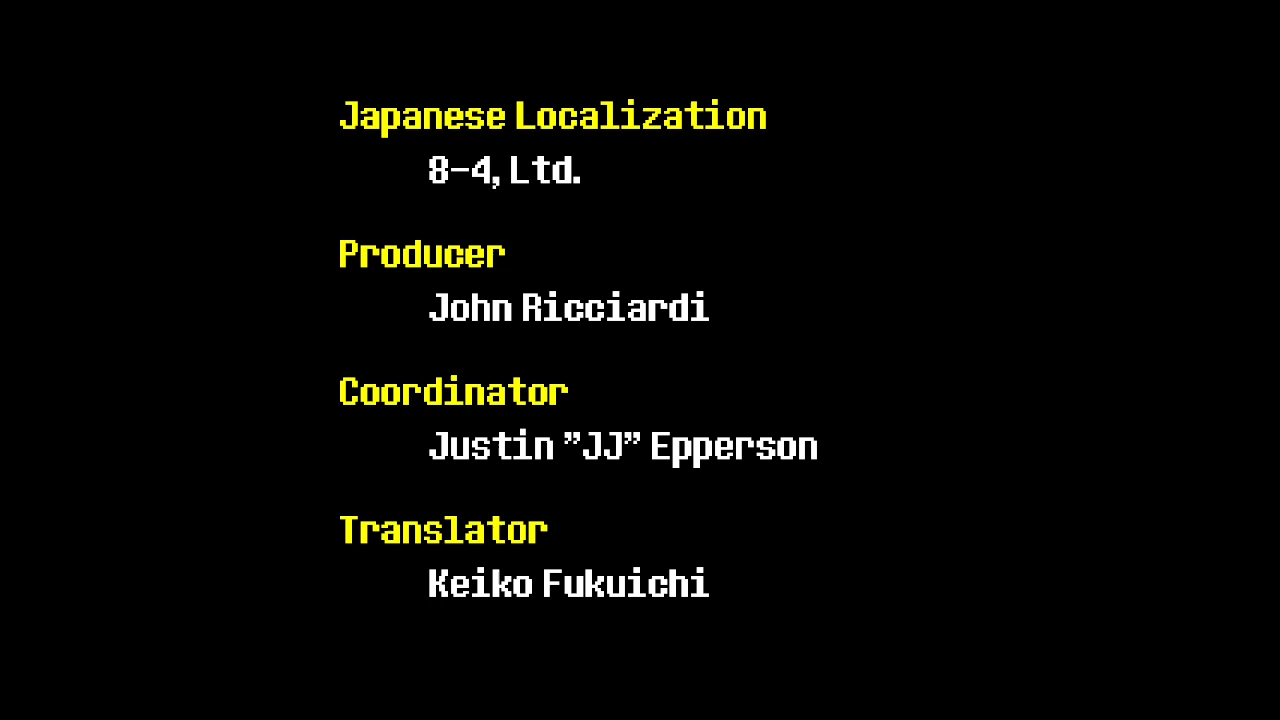 Japanese Localization
8-4, Ltd.
Producer
John Ricciardi
Coordinator
Justin "JJ" Epperson
Translator
Keiko Fukuichi